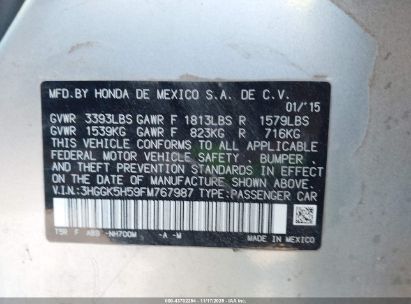 MFD.BY HONDA DE MEXICO S.A. DE C.V.
01/'15
GVWR 3393LBS GAWR F 1813LBS R 1579LBS
GVWR 1539KG GAWR F 823KG R 716KG
THIS VEHICLE CONFORMS TO ALL APPLICABLE
FEDERAL MOTOR VEHICLE SAFETY , BUMPER ,
AND THEFT PREVENTION STANDARDS IN EFFECT
ON THE DATE OF MANUFACTURE SHOWN ABOVE.
V.I.N.:3HGGK5H59FM767987 TYPE:PASSENGER CAR
T5R F -NH700M -A -M
MADE IN MEXICO